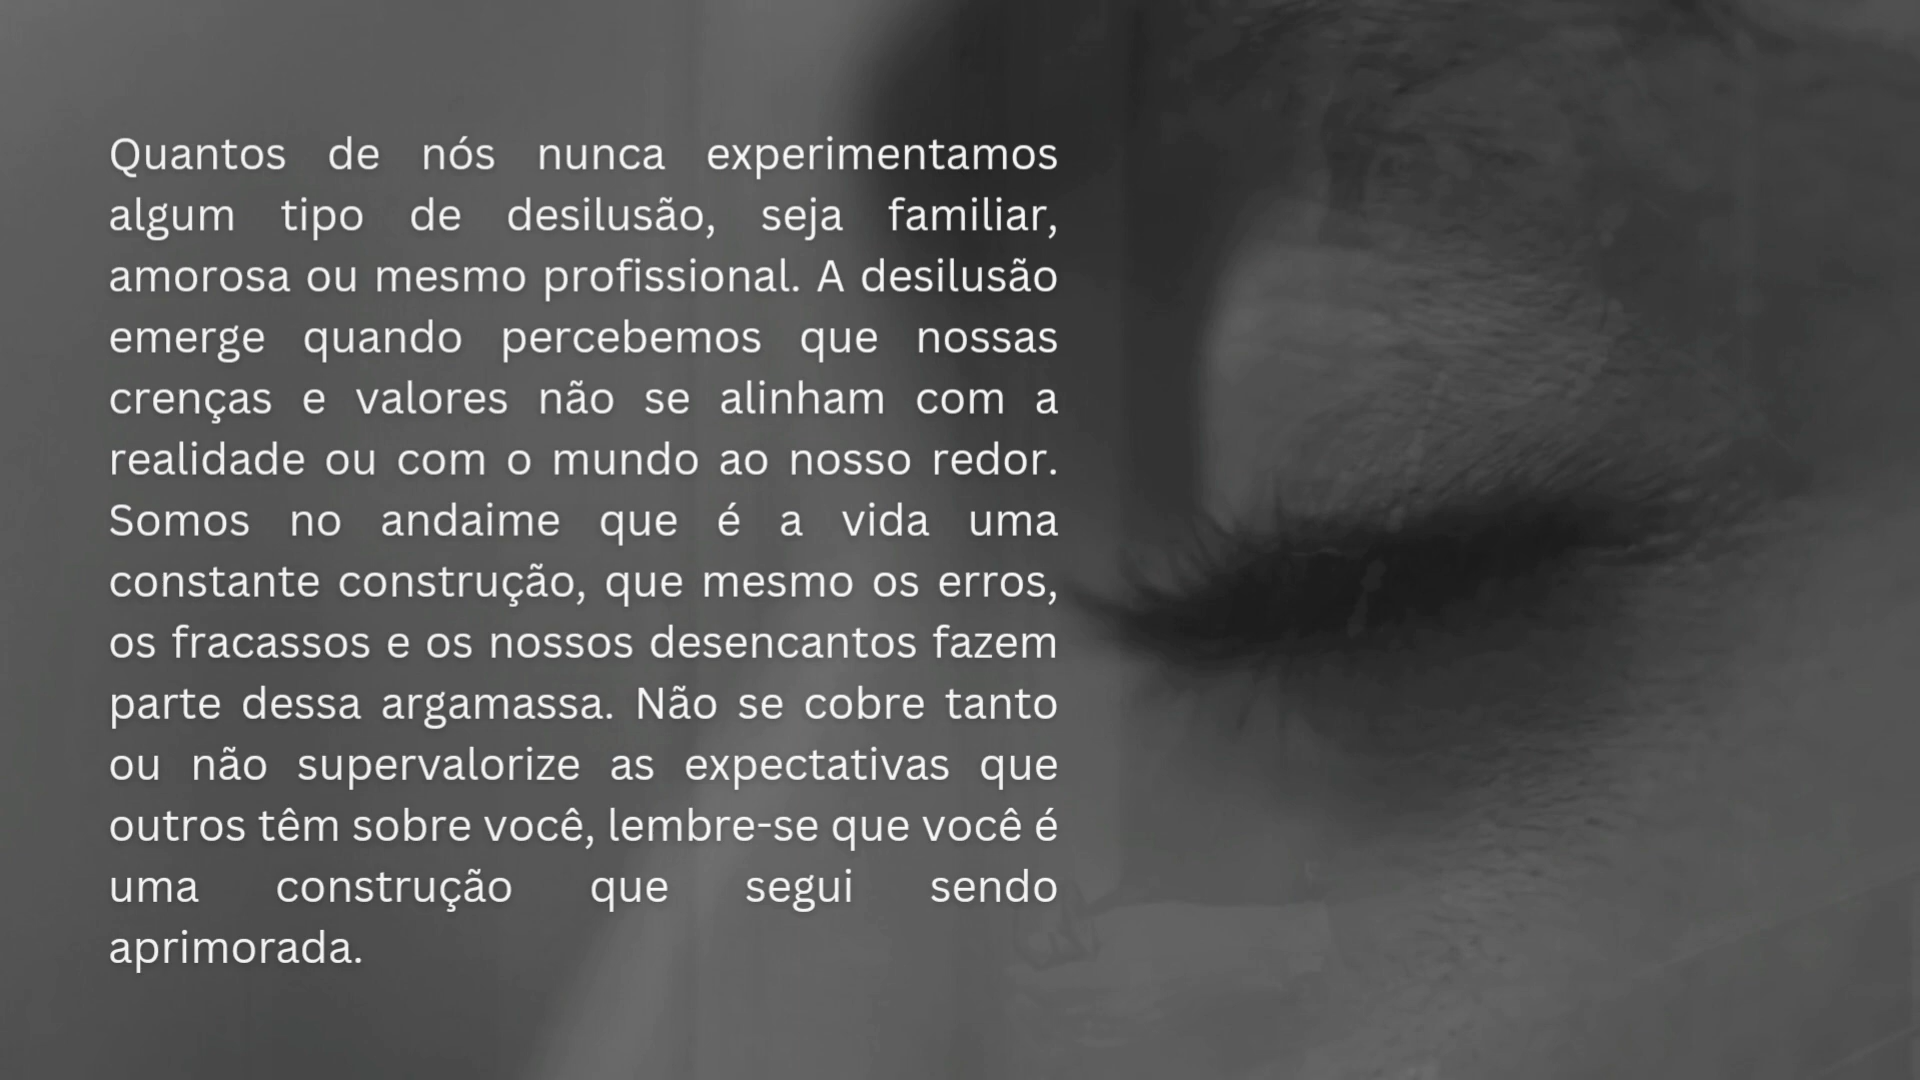 Quantos de nós nunca experimentamos
algum tipo de desilusão, seja familiar,
amorosa ou mesmo profissional. A desilusão
emerge quando percebemos que nossas
crenças e valores não se alinham com a
realidade ou com o mundo ao nosso redor.
Somos no andaime que é a vida uma
constante construção, que mesmo os erros,
os fracassos e os nossos desencantos fazem
parte dessa argamassa. Não se cobre tanto
ou não supervalorize as expectativas que
outros têm sobre você, lembre-se que você é
uma construção que segui sendo
aprimorada.